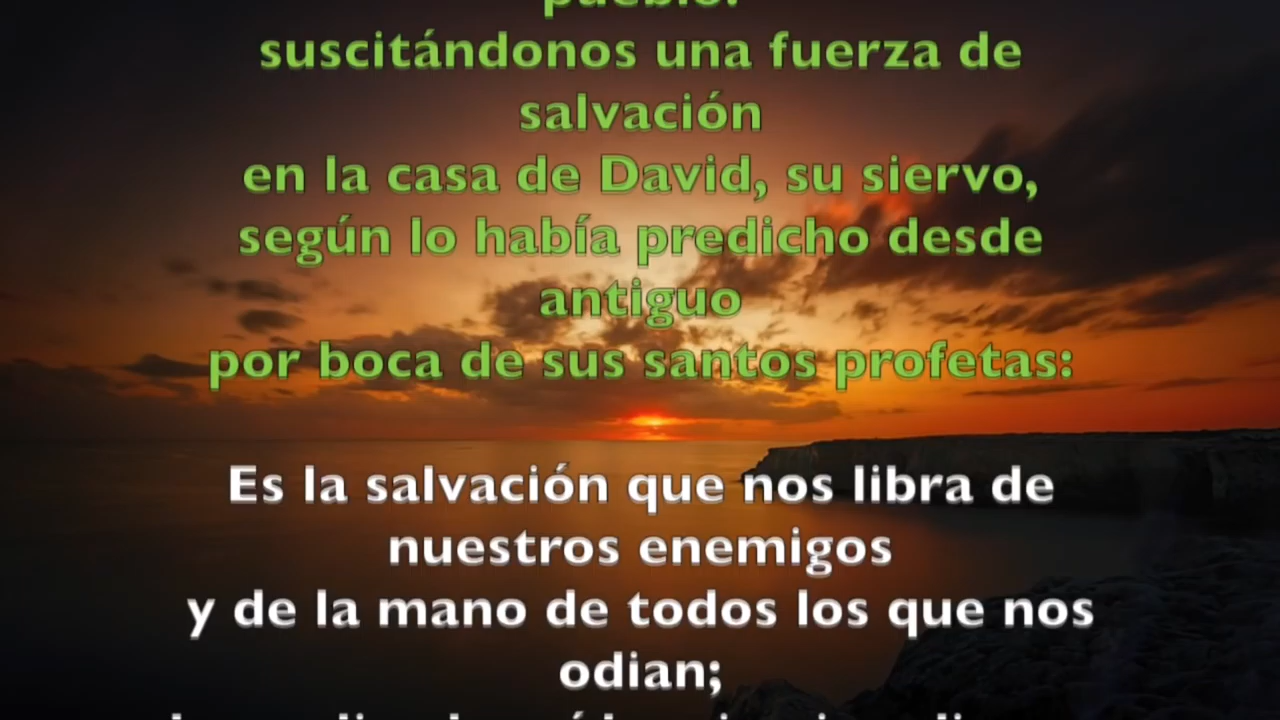 pueblo.
suscitándonos una fuerza de
salvación
en la casa de David, su siervo,
según lo había predicho desde
antiguo
por boca de sus santos profetas:
Es la salvación que nos libra de
nuestros enemigos
y de la mano de todos los que nos
odian;